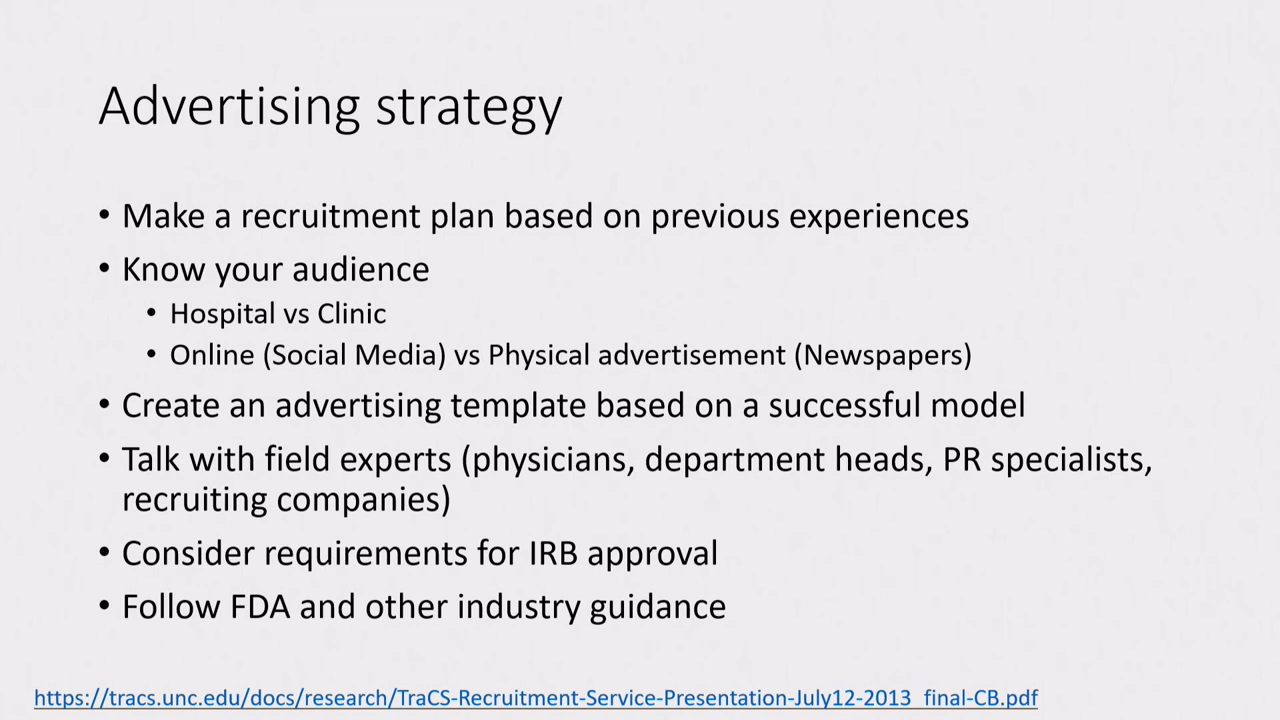 Advertising strategy
• Make a recruitment plan based on previous experiences
• Know your audience
• Hospital vs Clinic
• Online (Social Media) vs Physical advertisement (Newspapers)
• Create an advertising template based on a successful model
• Talk with field experts (physicians, department heads, PR specialists,
recruiting companies)
• Consider requirements for IRB approval
• Follow FDA and other industry guidance
https://tracs.unc.edu/docs/research/TraCS-Recruitment-Service-Presentation-July12-2013_final-CB.pdf